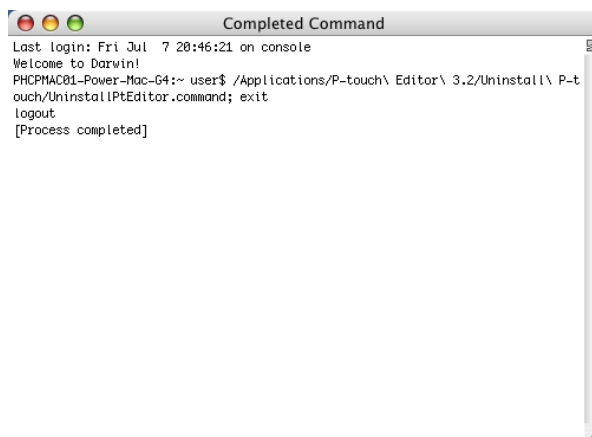 Completed Command
Last login: Fri Jul  7 20:46:21 on console
Welcome to Darwin!
PHCPMAC01-Power-Mac-G4:~ user$ /Applications/P-touch\ Editor\ 3.2/Uninstall\ P-t
ouch/UninstallPtEditor.command; exit
logout
[Process completed]